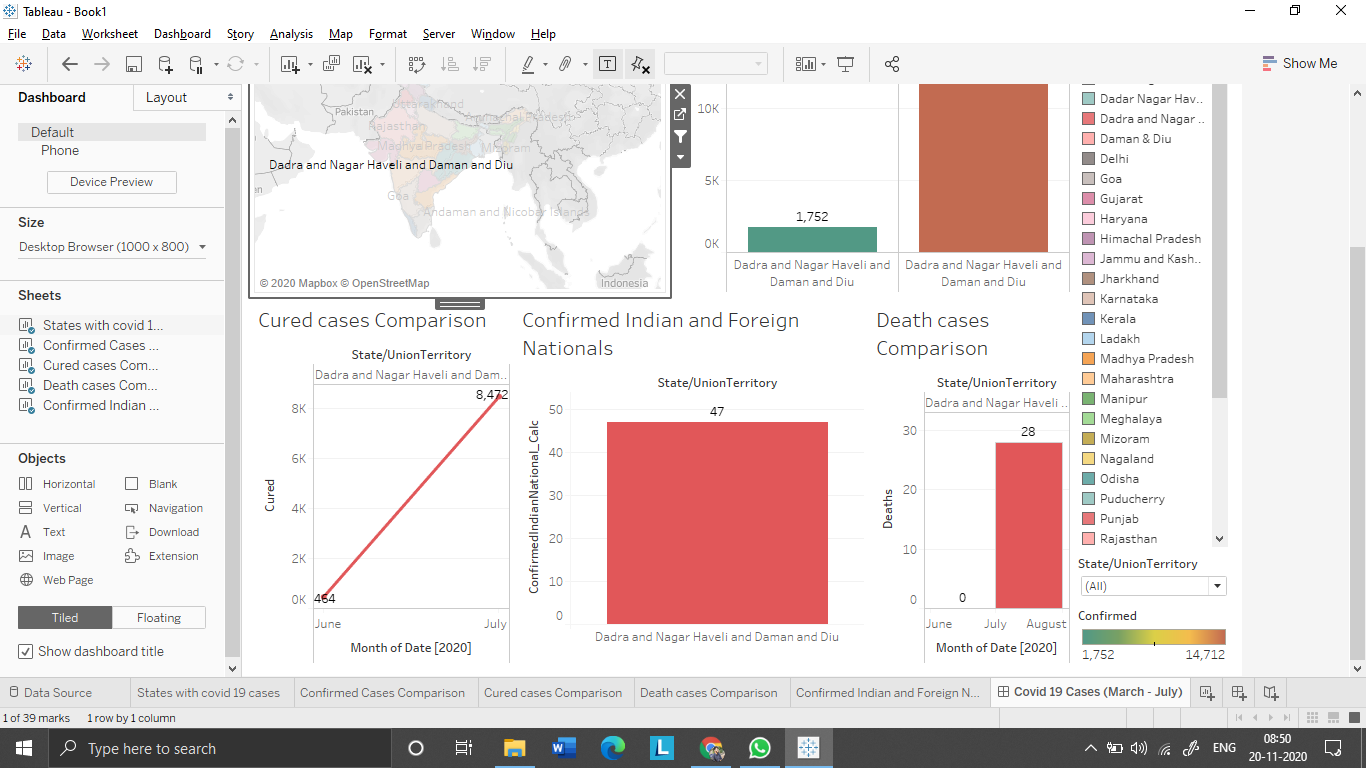 Tableau - Book1
File Data Worksheet Dashboard Story Analysis Map Format Server Window Help
Show Me
Dashboard Layout
Default
Phone
Device Preview
Size
Desktop Browser (1000 x 800)
Sheets
States with covid 1...
Confirmed Cases ...
Cured cases Com...
Death cases Com...
Confirmed Indian ...
Objects
Horizontal Blank
Vertical Navigation
Text Download
Image Extension
Web Page
Tiled Floating
Show dashboard title
Pakistan
Uttarakhand
Rajasthan
Madhya Pradesh
Mizoram
Dadra and Nagar Haveli and Daman and Diu
Goa
Andaman and Nicobar Islands
© 2020 Mapbox © OpenStreetMap
Indonesia
10K
5K
0K
1,752
Dadra and Nagar Haveli and
Daman and Diu
Dadra and Nagar Haveli and
Daman and Diu
Cured cases Comparison
State/UnionTerritory
Dadra and Nagar Haveli and Dam..
8,472
8K
6K
4K
2K
0K
464
Cured
June July
Month of Date [2020]
Confirmed Indian and Foreign
Nationals
State/UnionTerritory
47
50
40
30
20
10
0
ConfirmedIndianNational_Calc
Dadra and Nagar Haveli and Daman and Diu
Death cases
Comparison
State/UnionTerritory
Dadra and Nagar Haveli ..
28
30
20
10
0
0
Deaths
June July August
Month of Date [2020]
Dadar Nagar Hav..
Dadra and Nagar ..
Daman & Diu
Delhi
Goa
Gujarat
Haryana
Himachal Pradesh
Jammu and Kash..
Jharkhand
Karnataka
Kerala
Ladakh
Madhya Pradesh
Maharashtra
Manipur
Meghalaya
Mizoram
Nagaland
Odisha
Puducherry
Punjab
Rajasthan
State/UnionTerritory
(All)
Confirmed
1,752 14,712
Data Source States with covid 19 cases Confirmed Cases Comparison Cured cases Comparison Death cases Comparison Confirmed Indian and Foreign N... Covid 19 Cases (March - July)
1 of 39 marks 1 row by 1 column
Type here to search
ENG
08:50
20-11-2020